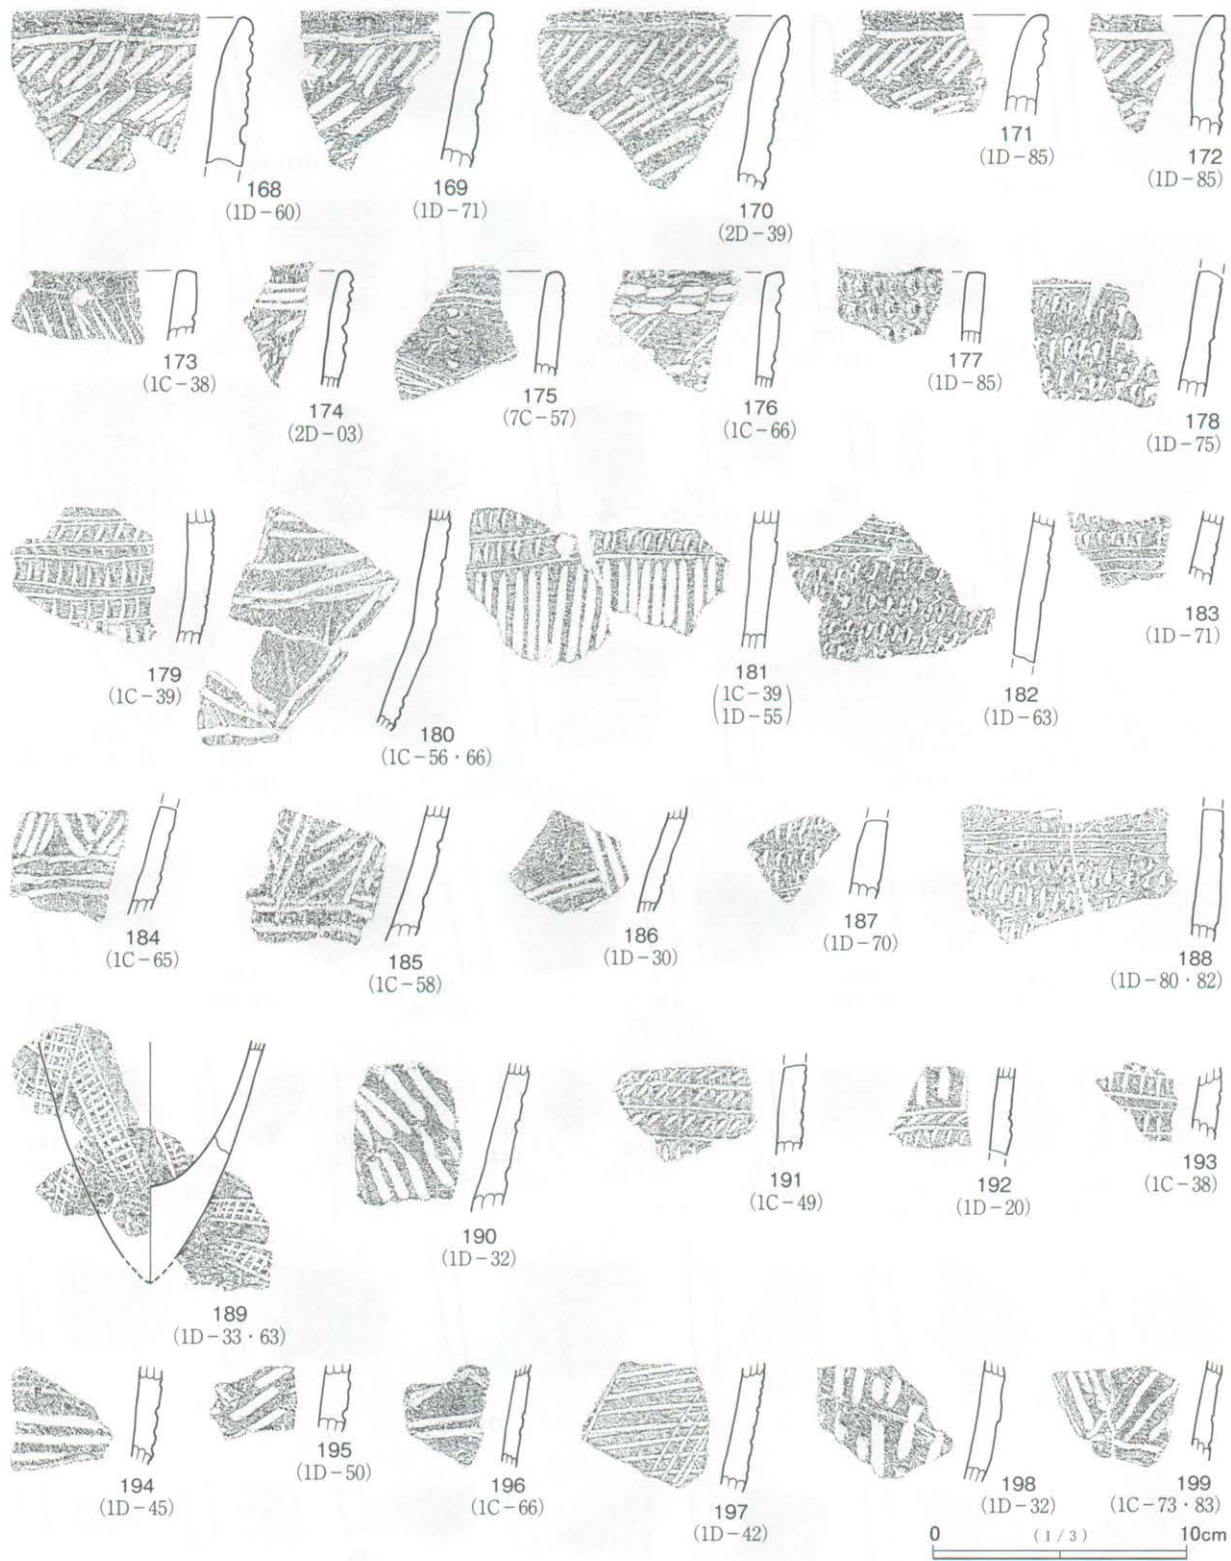 168
(1D-60)
169
(1D-71)
170
(2D-39)
171
(1D-85)
172
(1D-85)
173
(1C-38)
174
(2D-03)
175
(7C-57)
176
(1C-66)
177
(1D-85)
178
(1D-75)
179
(1C-39)
180
(1C-56・66)
181
(1C-39
1D-55)
182
(1D-63)
183
(1D-71)
184
(1C-65)
185
(1C-58)
186
(1D-30)
187
(1D-70)
188
(1D-80・82)
189
(1D-33・63)
190
(1D-32)
191
(1C-49)
192
(1D-20)
193
(1C-38)
194
(1D-45)
195
(1D-50)
196
(1C-66)
197
(1D-42)
198
(1D-32)
199
(1C-73・83)
0 (1/3) 10cm